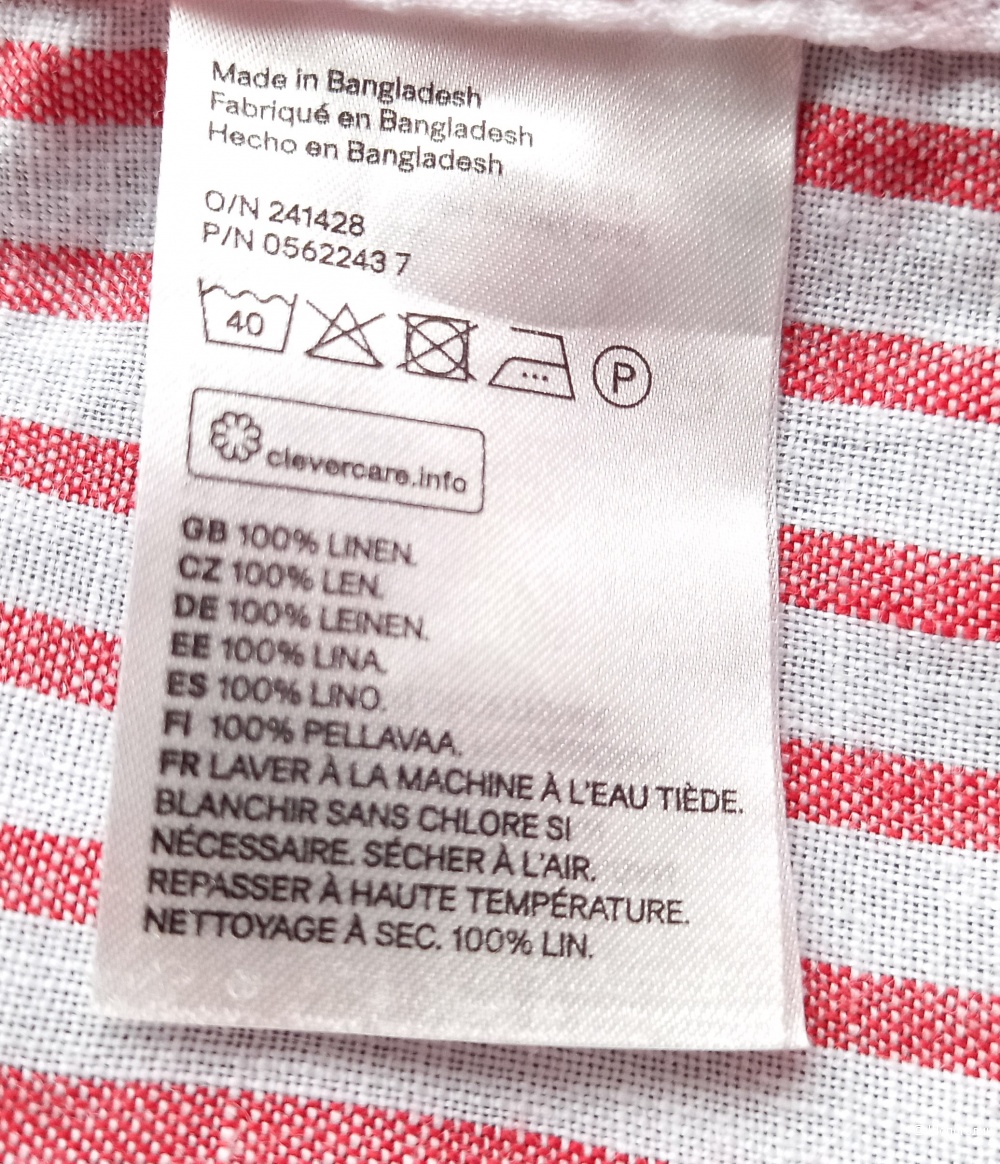 Made in Bangladesh
Fabriqué en Bangladesh
Hecho en Bangladesh
O/N 241428
P/N 0562243 7
40
P
clevercare.info
GB 100% LINEN.
CZ 100% LEN.
DE 100% LEINEN.
EE 100% LINA.
ES 100% LINO.
FI 100% PELLAVAA.
FR LAVER À LA MACHINE À L'EAU TIÈDE.
BLANCHIR SANS CHLORE SI
NÉCESSAIRE. SÉCHER À L'AIR.
REPASSER À HAUTE TEMPÉRATURE.
NETTOYAGE À SEC. 100% LIN.